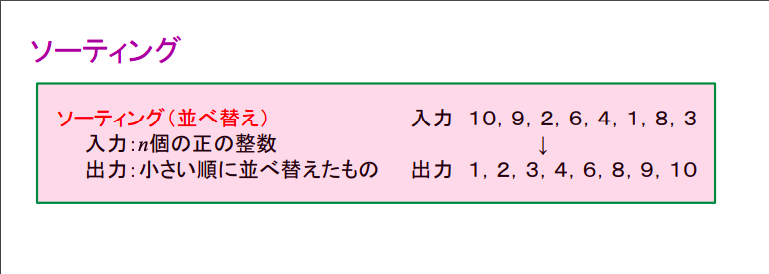 ソーティング
ソーティング（並べ替え）
入力：n個の正の整数
出力：小さい順に並べ替えたもの
入力 １０，９，２，６，４，１，８，３
↓
出力 １，２，３，４，６，８，９，１０